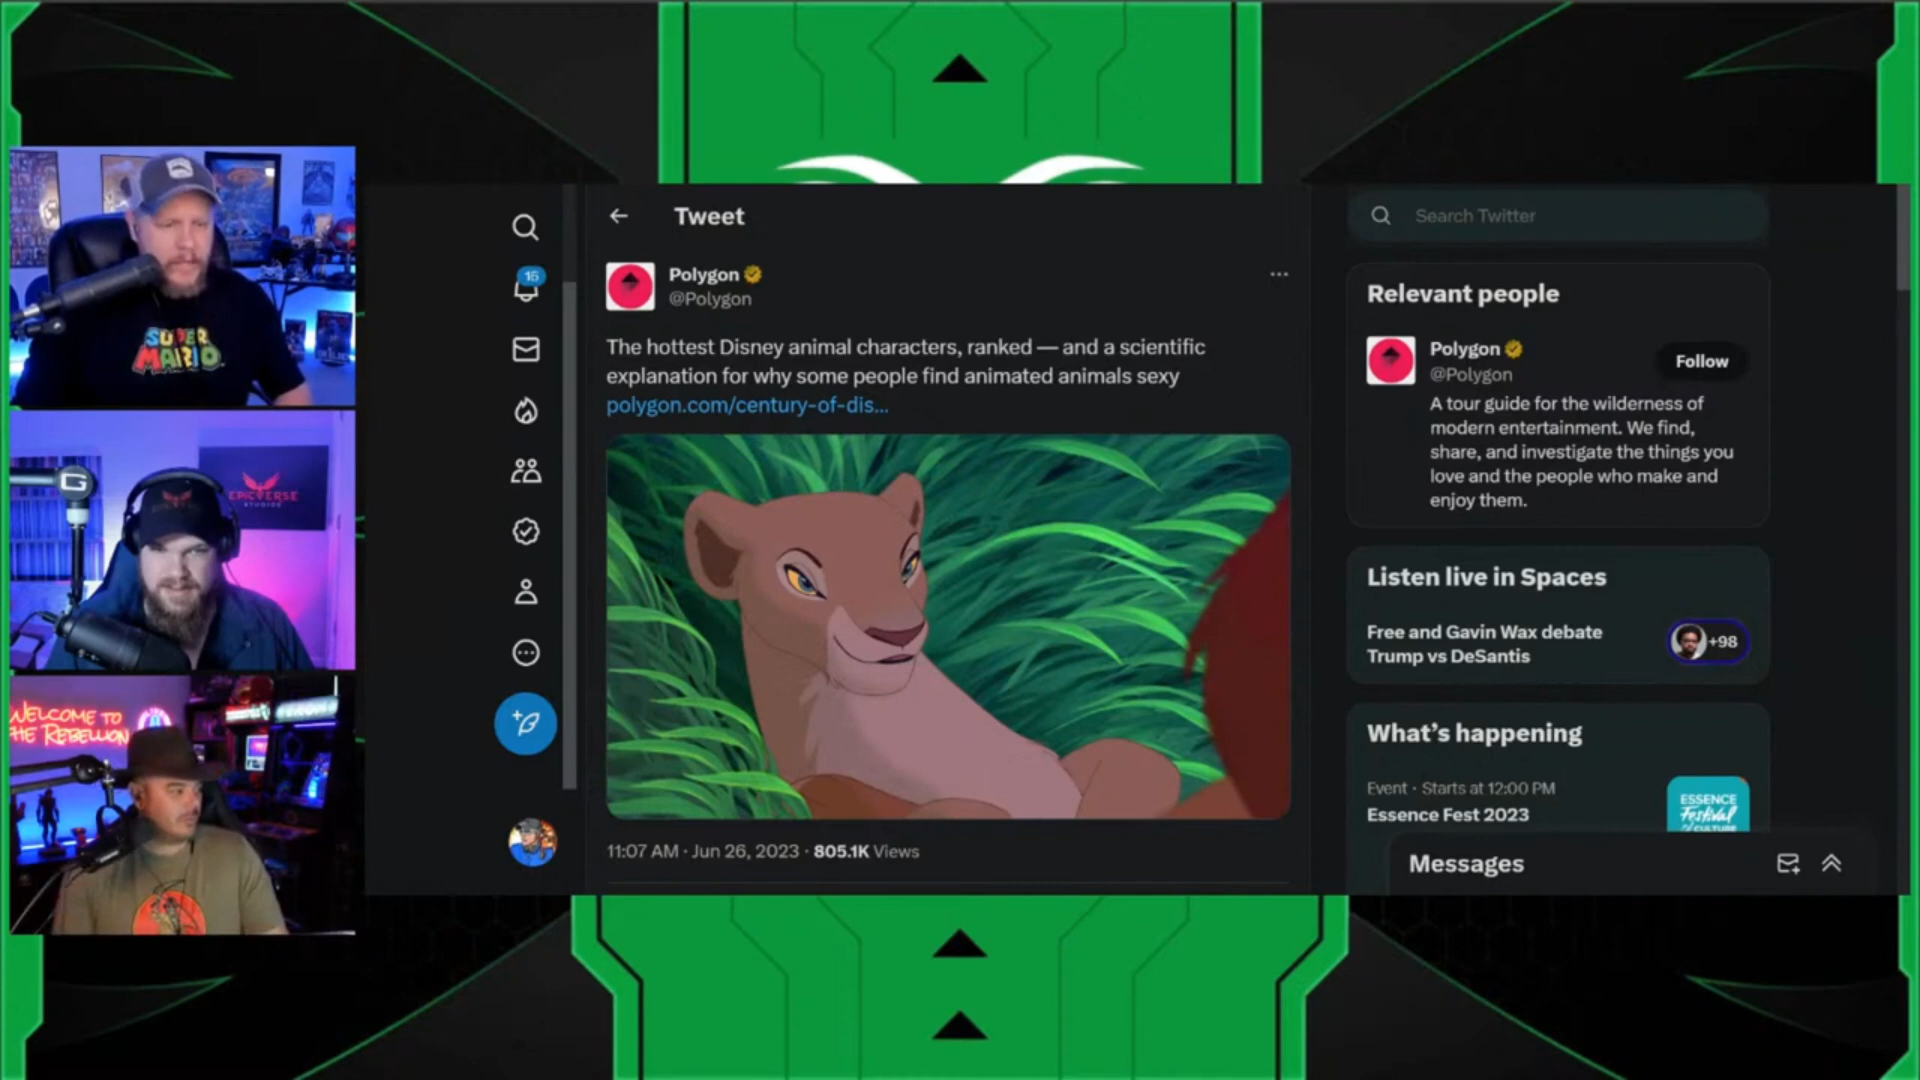 SUPER
MARIO
G
EPICVERSE
STUDIOS
WELCOME TO
THE REBELLION
15
Tweet
Polygon
@Polygon
The hottest Disney animal characters, ranked — and a scientific
explanation for why some people find animated animals sexy
polygon.com/century-of-dis...
11:07 AM · Jun 26, 2023 · 805.1K Views
Search Twitter
Relevant people
Polygon
@Polygon
Follow
A tour guide for the wilderness of
modern entertainment. We find,
share, and investigate the things you
love and the people who make and
enjoy them.
Listen live in Spaces
Free and Gavin Wax debate
Trump vs DeSantis
+98
What's happening
Event · Starts at 12:00 PM
Essence Fest 2023
ESSENCE
Festival
of CULTURE
Messages